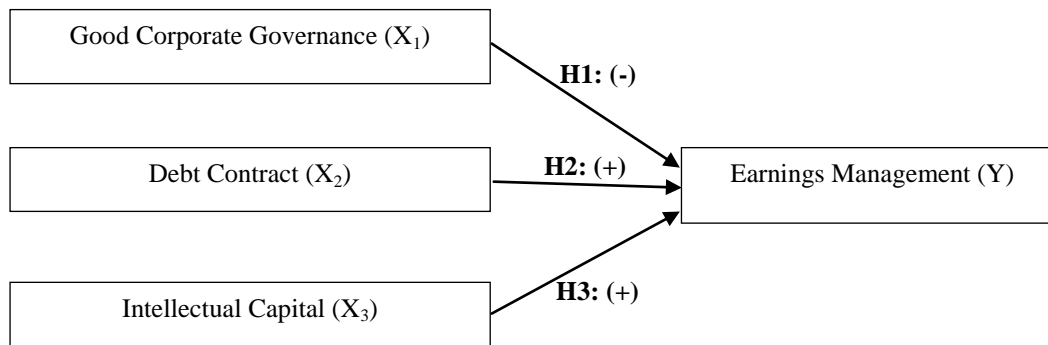 Good Corporate Governance (X₁)
H1: (-)
Debt Contract (X₂)
H2: (+)
Earnings Management (Y)
Intellectual Capital (X₃)
H3: (+)